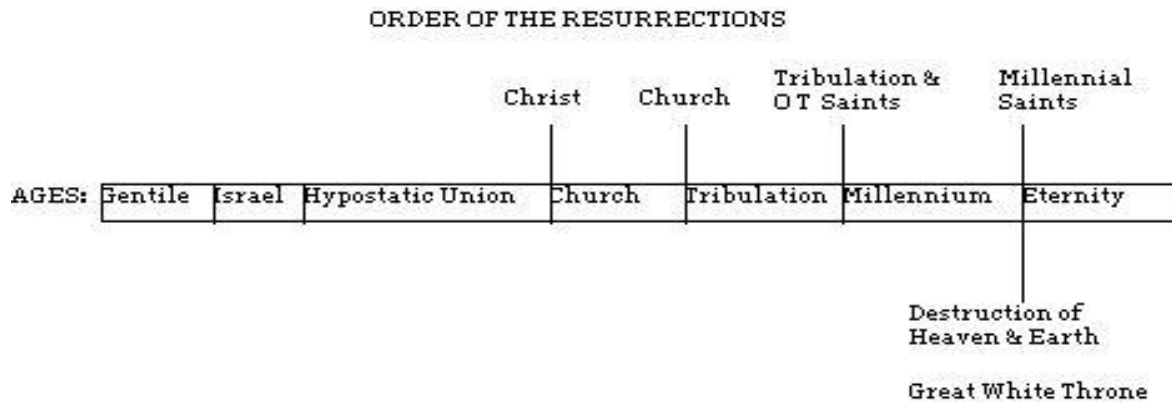 ORDER OF THE RESURRECTIONS
Christ
Church
Tribulation &
OT Saints
Millennial
Saints
AGES: Gentile Israel Hypostatic Union Church Tribulation Millennium Eternity
Destruction of
Heaven & Earth
Great White Throne